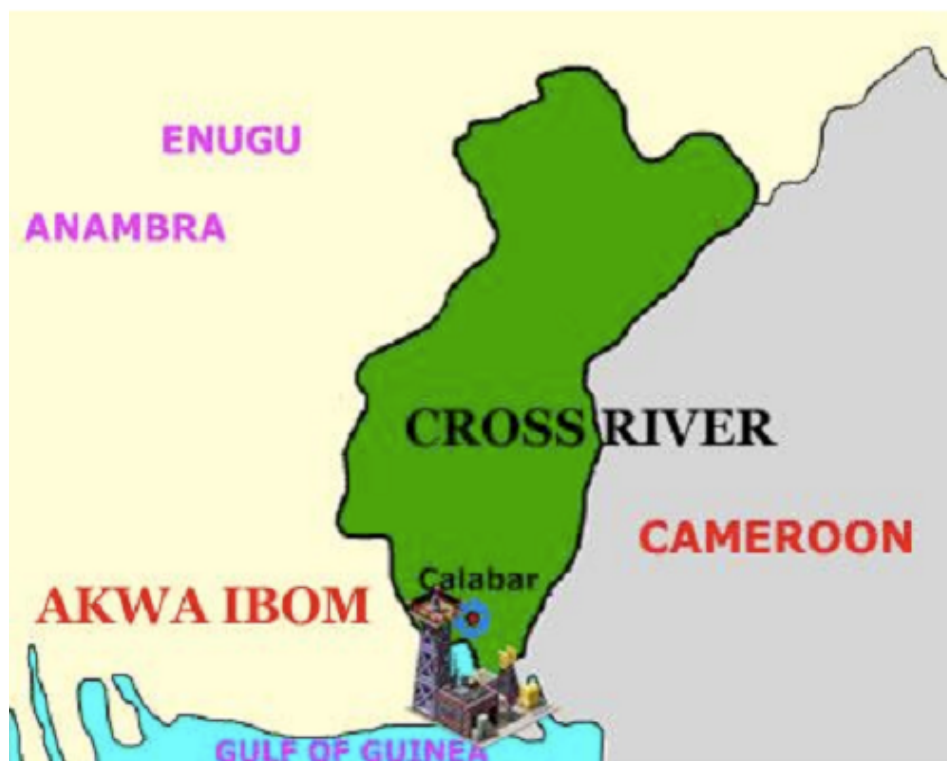 ENUGU
ANAMBRA
CROSS RIVER
CAMEROON
Calabar
AKWA IBOM
GULF OF GUINEA